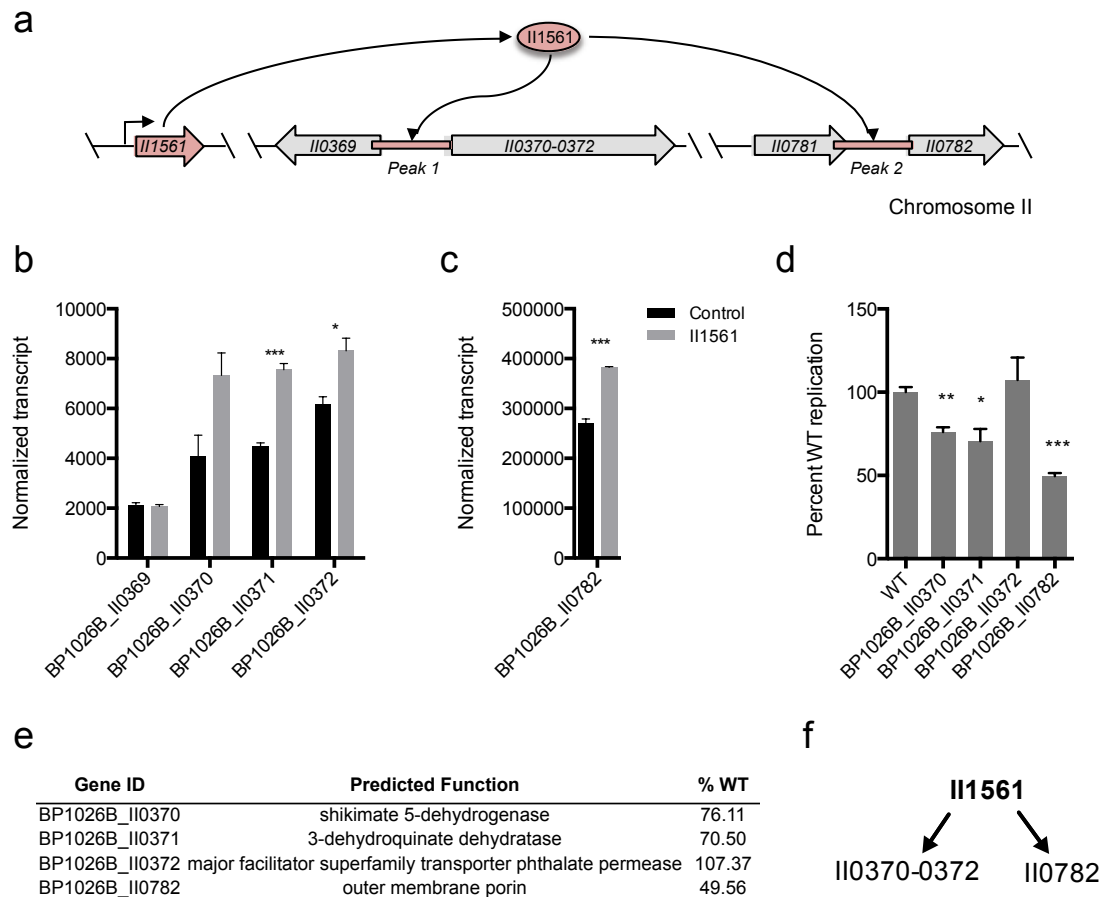 a
II1561
II1561
II0369
II0370-0372
II0781
II0782
Peak 1
Peak 2
Chromosome II
b
Normalized transcript
10000
8000
6000
4000
2000
0
***
*
BP1026B_II0369
BP1026B_II0370
BP1026B_II0371
BP1026B_II0372
c
Normalized transcript
500000
400000
300000
200000
100000
0
***
BP1026B_II0782
Control
II1561
d
Percent WT replication
150
100
50
0
**
*
***
WT
BP1026B_II0370
BP1026B_II0371
BP1026B_II0372
BP1026B_II0782
e
Gene ID Predicted Function % WT
BP1026B_II0370 shikimate 5-dehydrogenase 76.11
BP1026B_II0371 3-dehydroquinate dehydratase 70.50
BP1026B_II0372 major facilitator superfamily transporter phthalate permease 107.37
BP1026B_II0782 outer membrane porin 49.56
f
II1561
II0370-0372
II0782